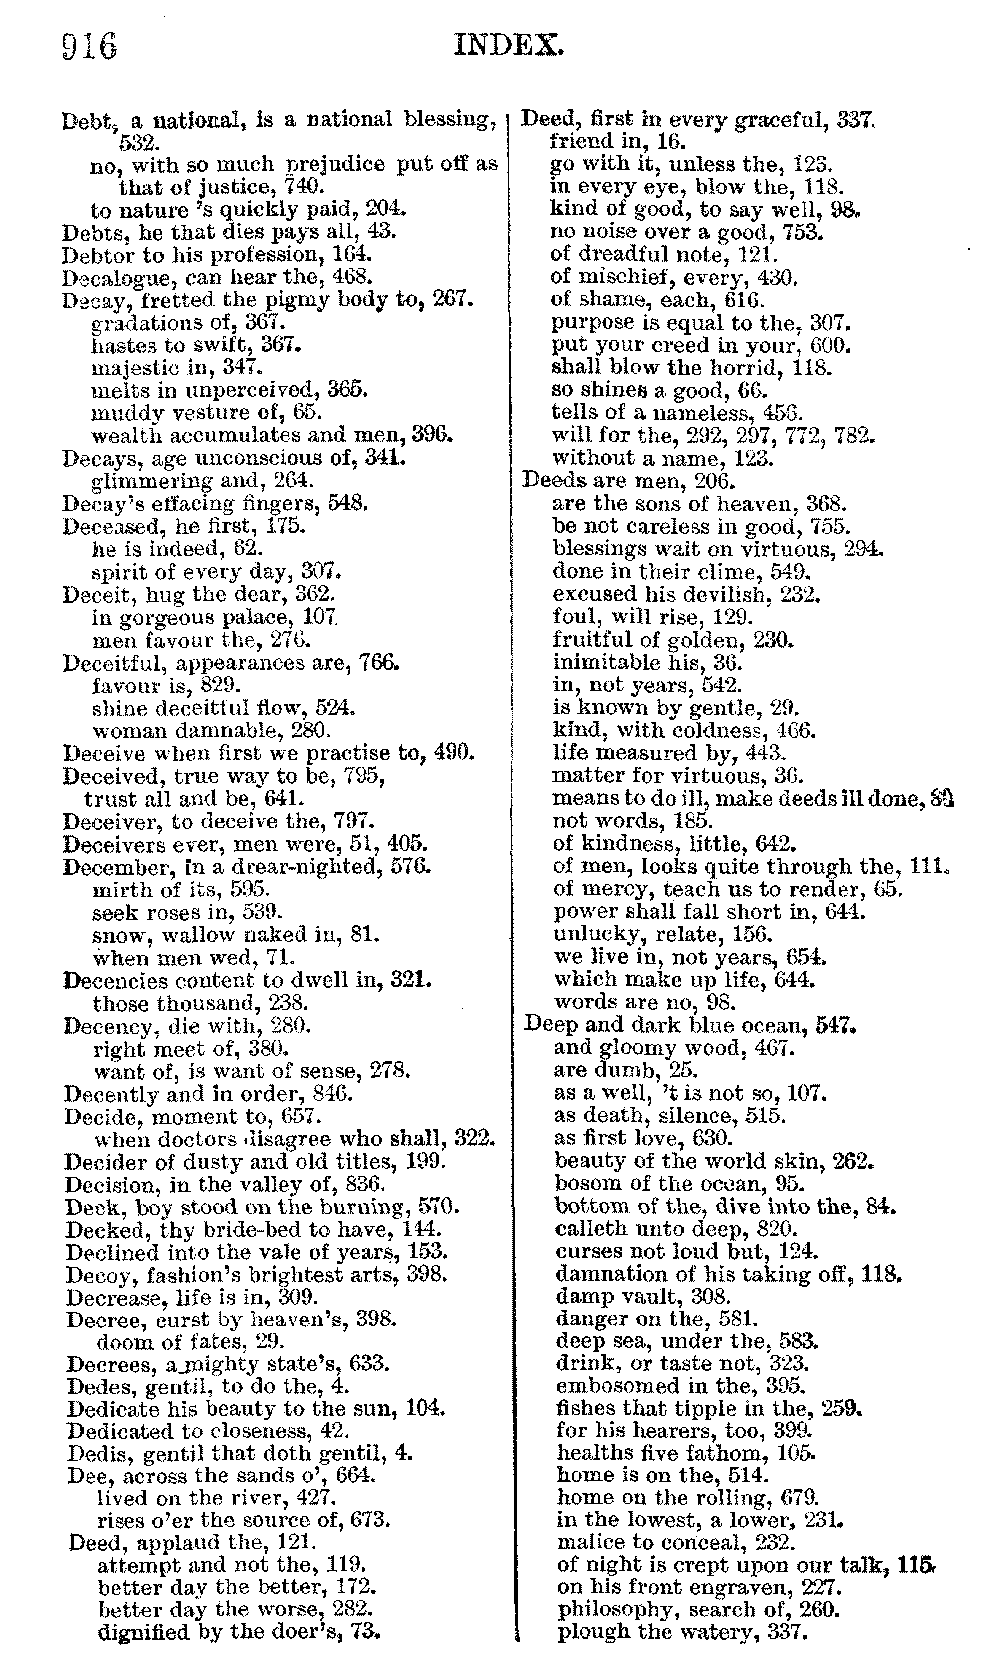 916
INDEX.
Debt, a national, is a national blessing,
532.
no, with so much prejudice put off as
that of justice, 740.
to nature 's quickly paid, 204.
Debts, he that dies pays all, 43.
Debtor to his profession, 164.
Decalogue, can hear the, 468.
Decay, fretted the pigmy body to, 267.
gradations of, 367.
hastes to swift, 367.
majestic in, 347.
melts in unperceived, 365.
muddy vesture of, 65.
wealth accumulates and men, 396.
Decays, age unconscious of, 341.
glimmering and, 264.
Decay's effacing fingers, 548.
Deceased, he first, 175.
he is indeed, 62.
spirit of every day, 307.
Deceit, hug the dear, 362.
in gorgeous palace, 107.
men favour the, 276.
Deceitful, appearances are, 766.
favour is, 829.
shine deceitful flow, 524.
woman damnable, 280.
Deceive when first we practise to, 490.
Deceived, true way to be, 795,
trust all and be, 641.
Deceiver, to deceive the, 797.
Deceivers ever, men were, 51, 405.
December, in a drear-nighted, 576.
mirth of its, 595.
seek roses in, 539.
snow, wallow naked in, 81.
when men wed, 71.
Decencies content to dwell in, 321.
those thousand, 238.
Decency, die with, 280.
right meet of, 380.
want of, is want of sense, 278.
Decently and in order, 846.
Decide, moment to, 657.
when doctors disagree who shall, 322.
Decider of dusty and old titles, 199.
Decision, in the valley of, 836.
Deck, boy stood on the burning, 570.
Decked, thy bride-bed to have, 144.
Declined into the vale of years, 153.
Decoy, fashion's brightest arts, 398.
Decrease, life is in, 309.
Decree, curst by heaven's, 398.
doom of fates, 29.
Decrees, a mighty state's, 633.
Dedes, gentil, to do the, 4.
Dedicate his beauty to the sun, 104.
Dedicated to closeness, 42.
Dedis, gentil that doth gentil, 4.
Dee, across the sands o', 664.
lived on the river, 427.
rises o'er the source of, 673.
Deed, applaud the, 121.
attempt and not the, 119.
better day the better, 172.
better day the worse, 282.
dignified by the doer's, 73.
Deed, first in every graceful, 337.
friend in, 16.
go with it, unless the, 123.
in every eye, blow the, 118.
kind of good, to say well, 98.
no noise over a good, 753.
of dreadful note, 121.
of mischief, every, 430.
of shame, each, 616.
purpose is equal to the, 307.
put your creed in your, 600.
shall blow the horrid, 118.
so shines a good, 66.
tells of a nameless, 456.
will for the, 292, 297, 772, 782.
without a name, 123.
Deeds are men, 206.
are the sons of heaven, 368.
be not careless in good, 755.
blessings wait on virtuous, 294.
done in their clime, 549.
excused his devilish, 232.
foul, will rise, 129.
fruitful of golden, 230.
inimitable his, 36.
in, not years, 542.
is known by gentle, 29.
kind, with coldness, 466.
life measured by, 443.
matter for virtuous, 36.
means to do ill, make deeds ill done,
not words, 185.
of kindness, little, 642.
of men, looks quite through the, 111.
of mercy, teach us to render, 65.
power shall fall short in, 644.
unlucky, relate, 156.
we live in, not years, 654.
which make up life, 644.
words are no, 98.
Deep and dark blue ocean, 547.
and gloomy wood, 467.
are dumb, 25.
as a well, 't is not so, 107.
as death, silence, 515.
as first love, 630.
beauty of the world skin, 262.
bosom of the ocean, 95.
bottom of the, dive into the, 84.
calleth unto deep, 820.
curses not loud but, 124.
damnation of his taking off, 118.
damp vault, 308.
danger on the, 581.
deep sea, under the, 583.
drink, or taste not, 323.
embosomed in the, 395.
fishes that tipple in the, 259.
for his hearers, too, 399.
healths five fathom, 105.
home is on the, 514.
home on the rolling, 679.
in the lowest, a lower, 231.
malice to conceal, 232.
of night is crept upon our talk, 115.
on his front engraven, 227.
philosophy, search of, 260.
plough the watery, 337.